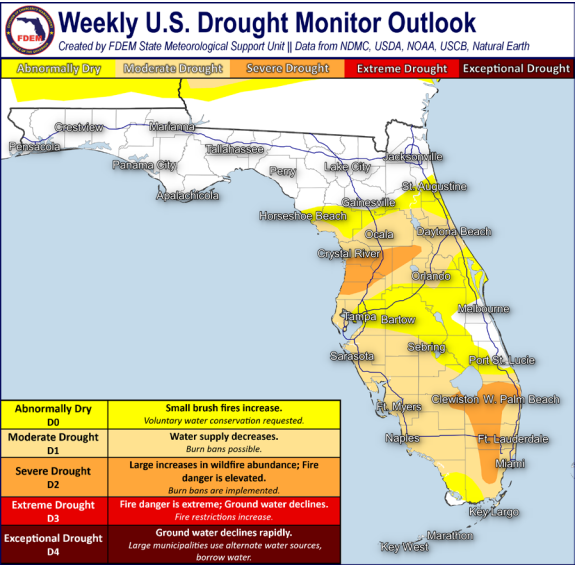 FDEM
Weekly U.S. Drought Monitor Outlook
Created by FDEM State Meteorological Support Unit || Data from NDMC, USDA, NOAA, USCB, Natural Earth
Abnormally Dry Moderate Drought Severe Drought Extreme Drought Exceptional Drought
Crestview
Marianna
Pensacola
Tallahassee
Jacksonville
Panama City
Perry
Lake City
Apalachicola
St. Augustine
Gainesville
Horseshoe Beach
Ocala
Daytona Beach
Crystal River
Orlando
Melbourne
Tampa
Bartow
Sebring
Sarasota
Port St. Lucie
Clewiston
W. Palm Beach
Ft. Myers
Naples
Ft. Lauderdale
Miami
Key Largo
Marathon
Key West
Abnormally Dry
D0
Small brush fires increase.
Voluntary water conservation requested.
Moderate Drought
D1
Water supply decreases.
Burn bans possible.
Severe Drought
D2
Large increases in wildfire abundance; Fire
danger is elevated.
Burn bans are implemented.
Extreme Drought
D3
Fire danger is extreme; Ground water declines.
Fire restrictions increase.
Exceptional Drought
D4
Ground water declines rapidly.
Large municipalities use alternate water sources,
borrow water.